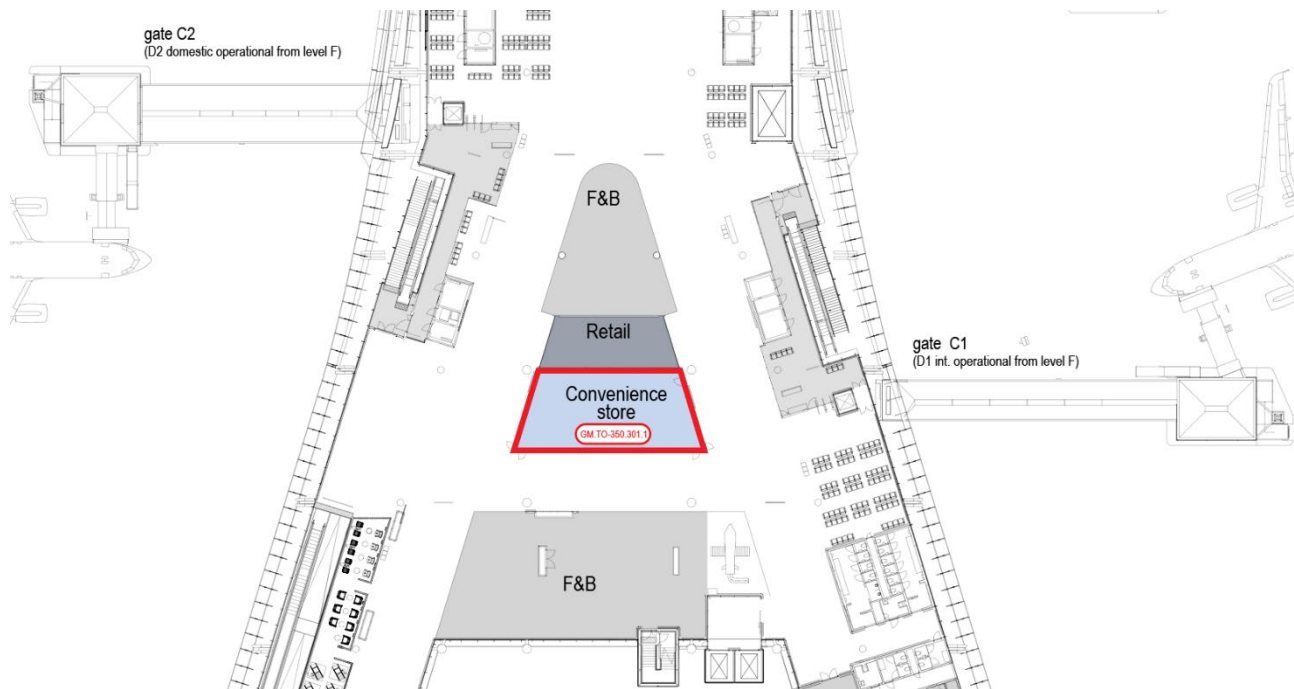 gate C2
(D2 domestic operational from level F)
F&B
Retail
gate C1
(D1 int. operational from level F)
Convenience
store
GM.TO-350.301.1
F&B